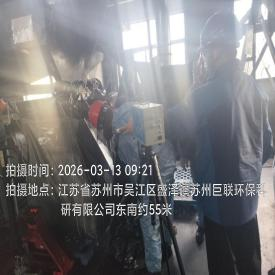 拍摄时间: 2026-03-13 09:21
拍摄地点: 江苏省苏州市吴江区盛泽镇苏州巨联环保科
研有限公司东南约55米